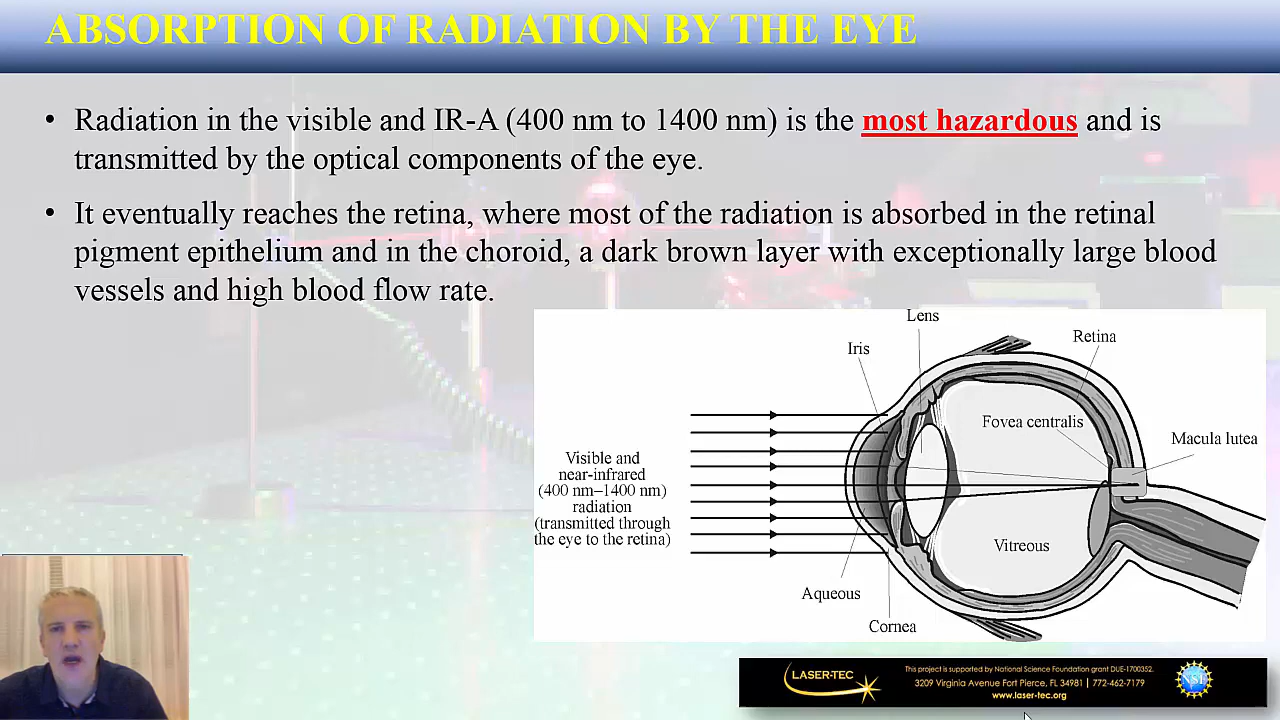 ABSORPTION OF RADIATION BY THE EYE
• Radiation in the visible and IR-A (400 nm to 1400 nm) is the most hazardous and is
transmitted by the optical components of the eye.
• It eventually reaches the retina, where most of the radiation is absorbed in the retinal
pigment epithelium and in the choroid, a dark brown layer with exceptionally large blood
vessels and high blood flow rate.
Lens
Iris
Retina
Fovea centralis
Macula lutea
Visible and
near-infrared
(400 nm–1400 nm)
radiation
(transmitted through
the eye to the retina)
Vitreous
Aqueous
Cornea
LASER-TEC
This project is supported by National Science Foundation grant DUE-1700352.
3209 Virginia Avenue Fort Pierce, FL 34981 | 772-462-7179
www.laser-tec.org
NSF